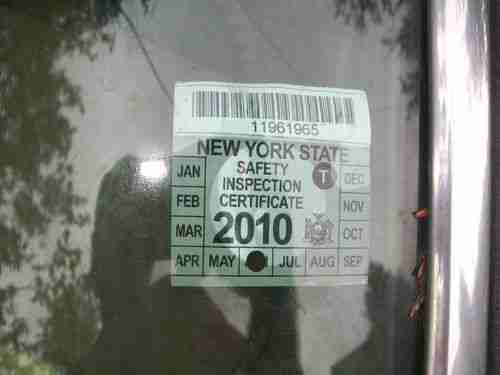 11961965
NEW YORK STATE
JAN SAFETY T DEC
INSPECTION
FEB CERTIFICATE NOV
MAR 2010 OCT
APR MAY JUL AUG SEP